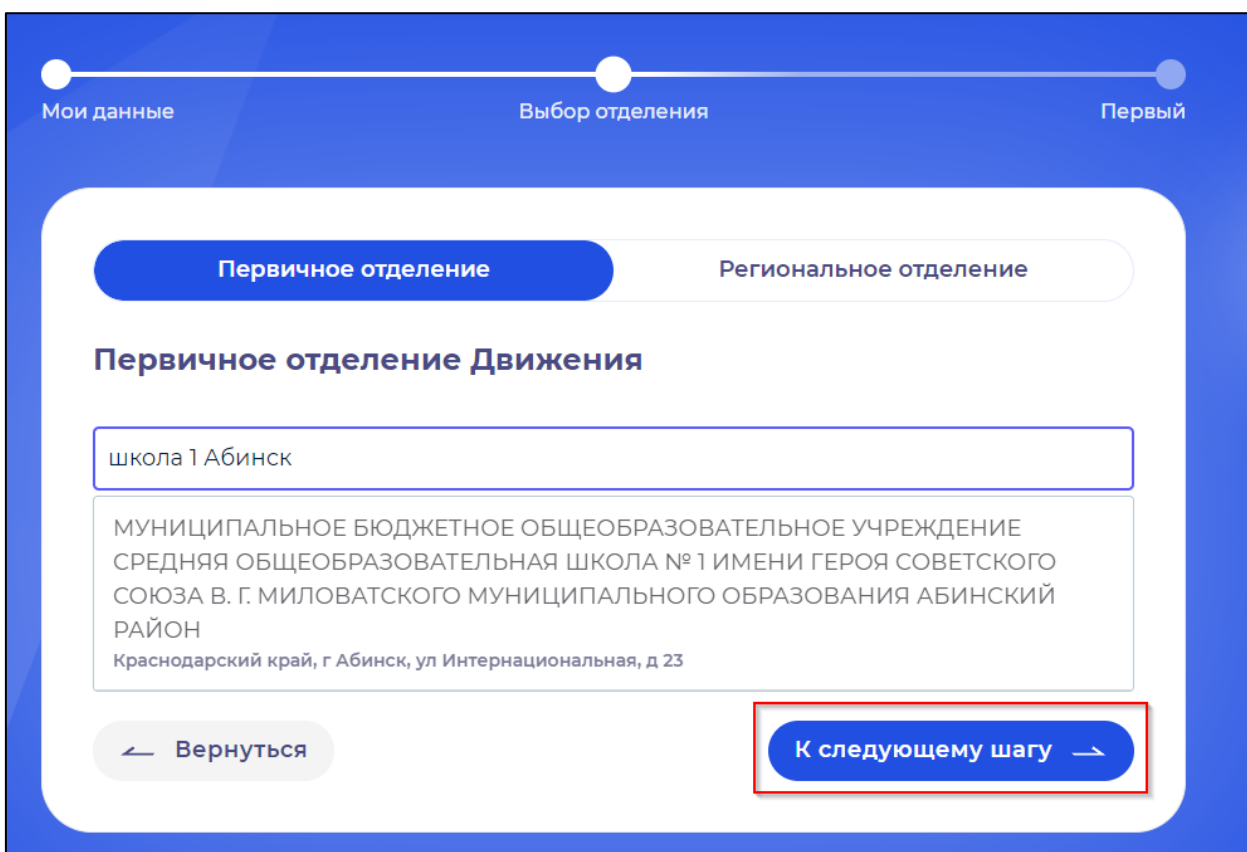 Мои данные
Выбор отделения
Первый
Первичное отделение
Региональное отделение
Первичное отделение Движения
школа 1 Абинск
МУНИЦИПАЛЬНОЕ БЮДЖЕТНОЕ ОБЩЕОБРАЗОВАТЕЛЬНОЕ УЧРЕЖДЕНИЕ
СРЕДНЯЯ ОБЩЕОБРАЗОВАТЕЛЬНАЯ ШКОЛА № 1 ИМЕНИ ГЕРОЯ СОВЕТСКОГО
СОЮЗА В. Г. МИЛОВАТСКОГО МУНИЦИПАЛЬНОГО ОБРАЗОВАНИЯ АБИНСКИЙ
РАЙОН
Краснодарский край, г Абинск, ул Интернациональная, д 23
Вернуться
К следующему шагу